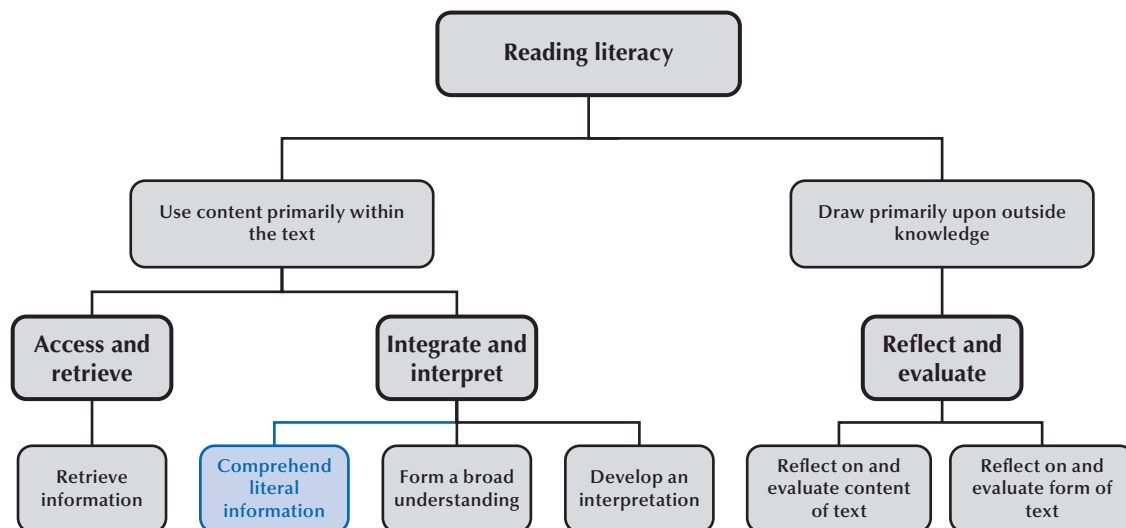 Reading literacy
Use content primarily within
the text
Draw primarily upon outside
knowledge
Access and
retrieve
Integrate and
interpret
Reflect and
evaluate
Retrieve
information
Comprehend
literal
information
Form a broad
understanding
Develop an
interpretation
Reflect on and
evaluate content
of text
Reflect on and
evaluate form of
text